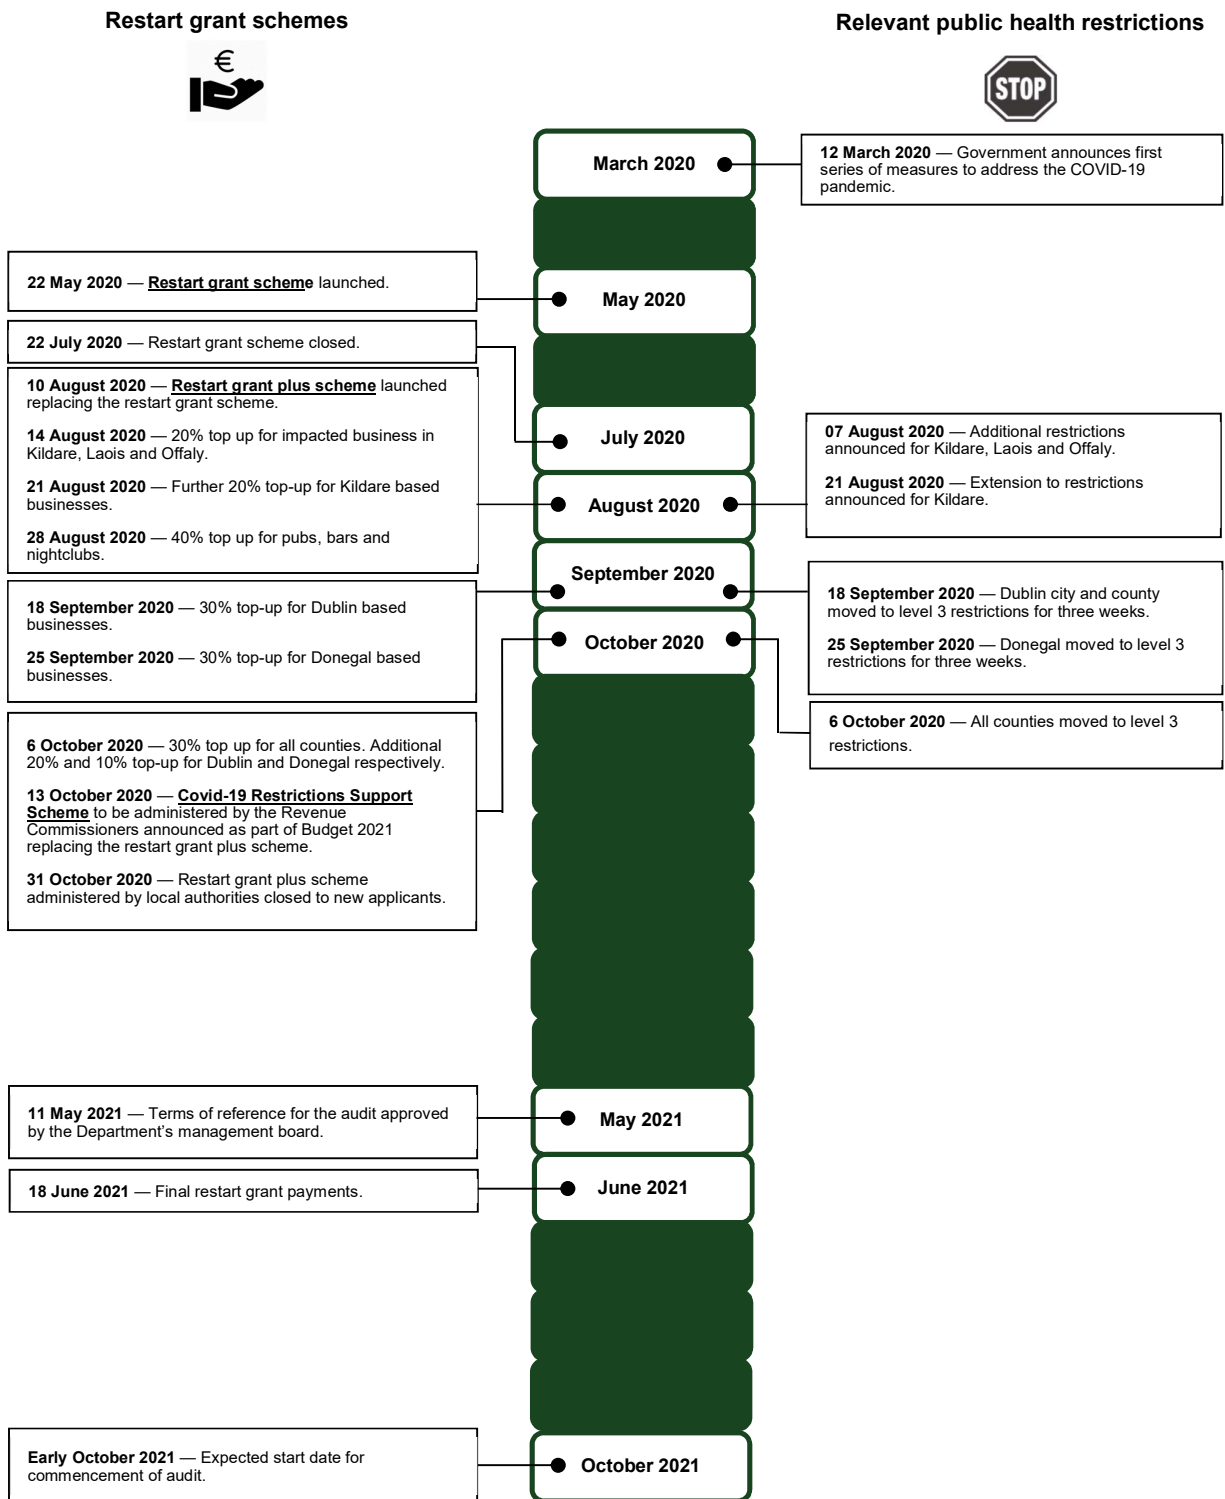 Restart grant schemes
€
22 May 2020 — Restart grant scheme launched.
22 July 2020 — Restart grant scheme closed.
10 August 2020 — Restart grant plus scheme launched
replacing the restart grant scheme.
14 August 2020 — 20% top up for impacted business in
Kildare, Laois and Offaly.
21 August 2020 — Further 20% top-up for Kildare based
businesses.
28 August 2020 — 40% top up for pubs, bars and
nightclubs.
18 September 2020 — 30% top-up for Dublin based
businesses.
25 September 2020 — 30% top-up for Donegal based
businesses.
6 October 2020 — 30% top up for all counties. Additional
20% and 10% top-up for Dublin and Donegal respectively.
13 October 2020 — Covid-19 Restrictions Support
Scheme to be administered by the Revenue
Commissioners announced as part of Budget 2021
replacing the restart grant plus scheme.
31 October 2020 — Restart grant plus scheme
administered by local authorities closed to new applicants.
11 May 2021 — Terms of reference for the audit approved
by the Department's management board.
18 June 2021 — Final restart grant payments.
Early October 2021 — Expected start date for
commencement of audit.
March 2020
May 2020
July 2020
August 2020
September 2020
October 2020
May 2021
June 2021
October 2021
Relevant public health restrictions
STOP
12 March 2020 — Government announces first
series of measures to address the COVID-19
pandemic.
07 August 2020 — Additional restrictions
announced for Kildare, Laois and Offaly.
21 August 2020 — Extension to restrictions
announced for Kildare.
18 September 2020 — Dublin city and county
moved to level 3 restrictions for three weeks.
25 September 2020 — Donegal moved to level 3
restrictions for three weeks.
6 October 2020 — All counties moved to level 3
restrictions.